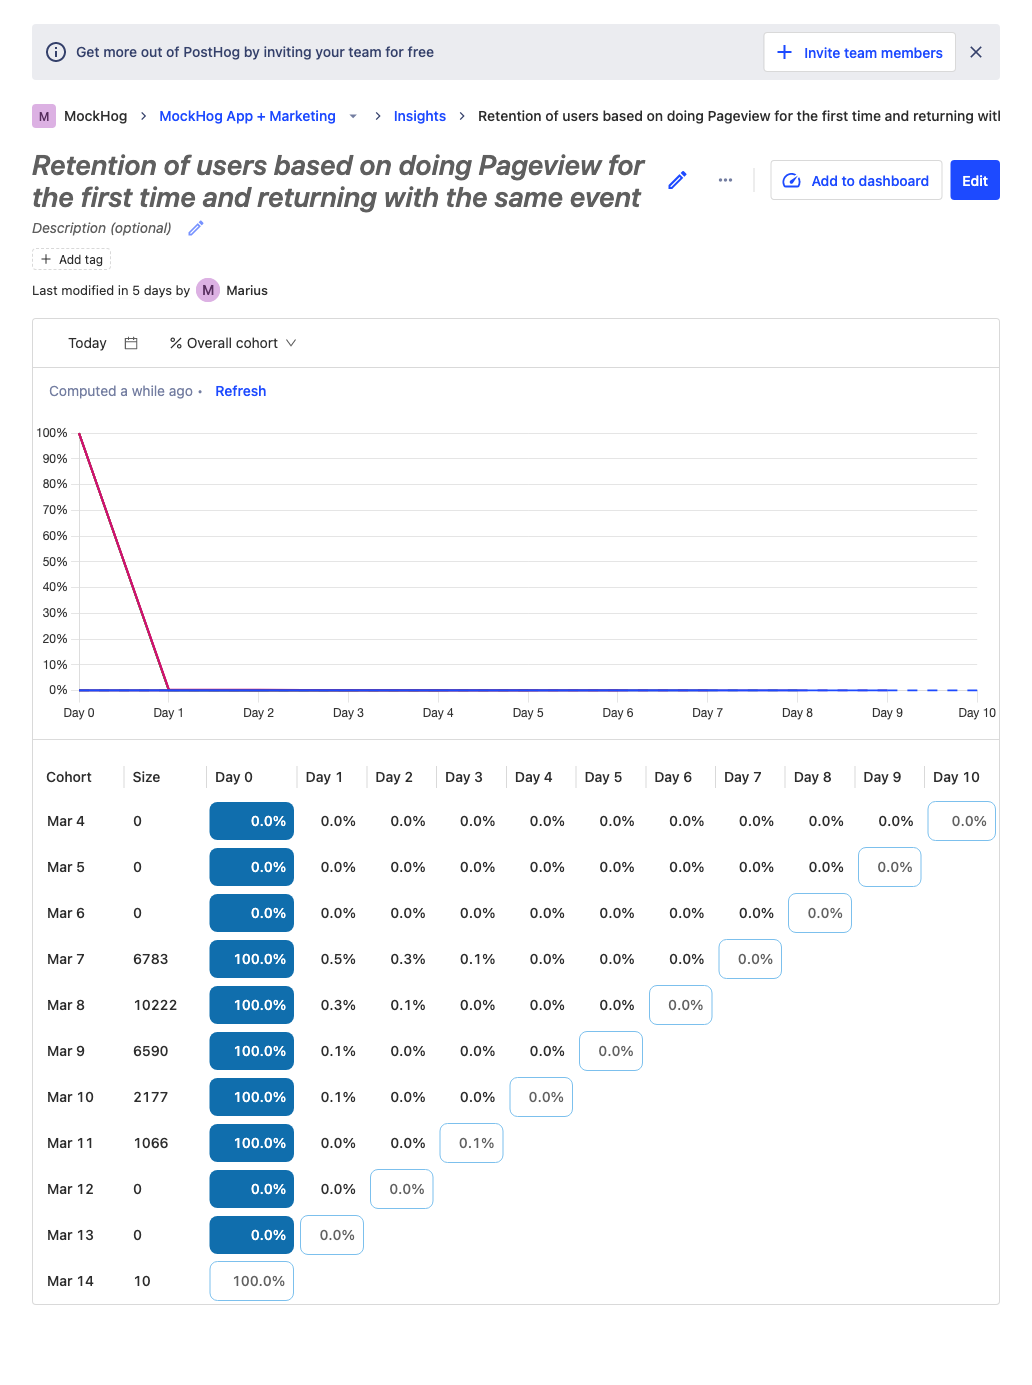 Get more out of PostHog by inviting your team for free
Invite team members
M MockHog MockHog App + Marketing Insights Retention of users based on doing Pageview for the first time and returning with
Retention of users based on doing Pageview for
the first time and returning with the same event
Add to dashboard Edit
Description (optional)
+ Add tag
Last modified in 5 days by M Marius
Today % Overall cohort
Computed a while ago • Refresh
100%
90%
80%
70%
60%
50%
40%
30%
20%
10%
0%
Day 0 Day 1 Day 2 Day 3 Day 4 Day 5 Day 6 Day 7 Day 8 Day 9 Day 10
Cohort Size Day 0 Day 1 Day 2 Day 3 Day 4 Day 5 Day 6 Day 7 Day 8 Day 9 Day 10
Mar 4 0 0.0% 0.0% 0.0% 0.0% 0.0% 0.0% 0.0% 0.0% 0.0% 0.0% 0.0%
Mar 5 0 0.0% 0.0% 0.0% 0.0% 0.0% 0.0% 0.0% 0.0% 0.0% 0.0%
Mar 6 0 0.0% 0.0% 0.0% 0.0% 0.0% 0.0% 0.0% 0.0% 0.0%
Mar 7 6783 100.0% 0.5% 0.3% 0.1% 0.0% 0.0% 0.0% 0.0%
Mar 8 10222 100.0% 0.3% 0.1% 0.0% 0.0% 0.0% 0.0%
Mar 9 6590 100.0% 0.1% 0.0% 0.0% 0.0% 0.0%
Mar 10 2177 100.0% 0.1% 0.0% 0.0% 0.0%
Mar 11 1066 100.0% 0.0% 0.0% 0.1%
Mar 12 0 0.0% 0.0% 0.0%
Mar 13 0 0.0% 0.0%
Mar 14 10 100.0%